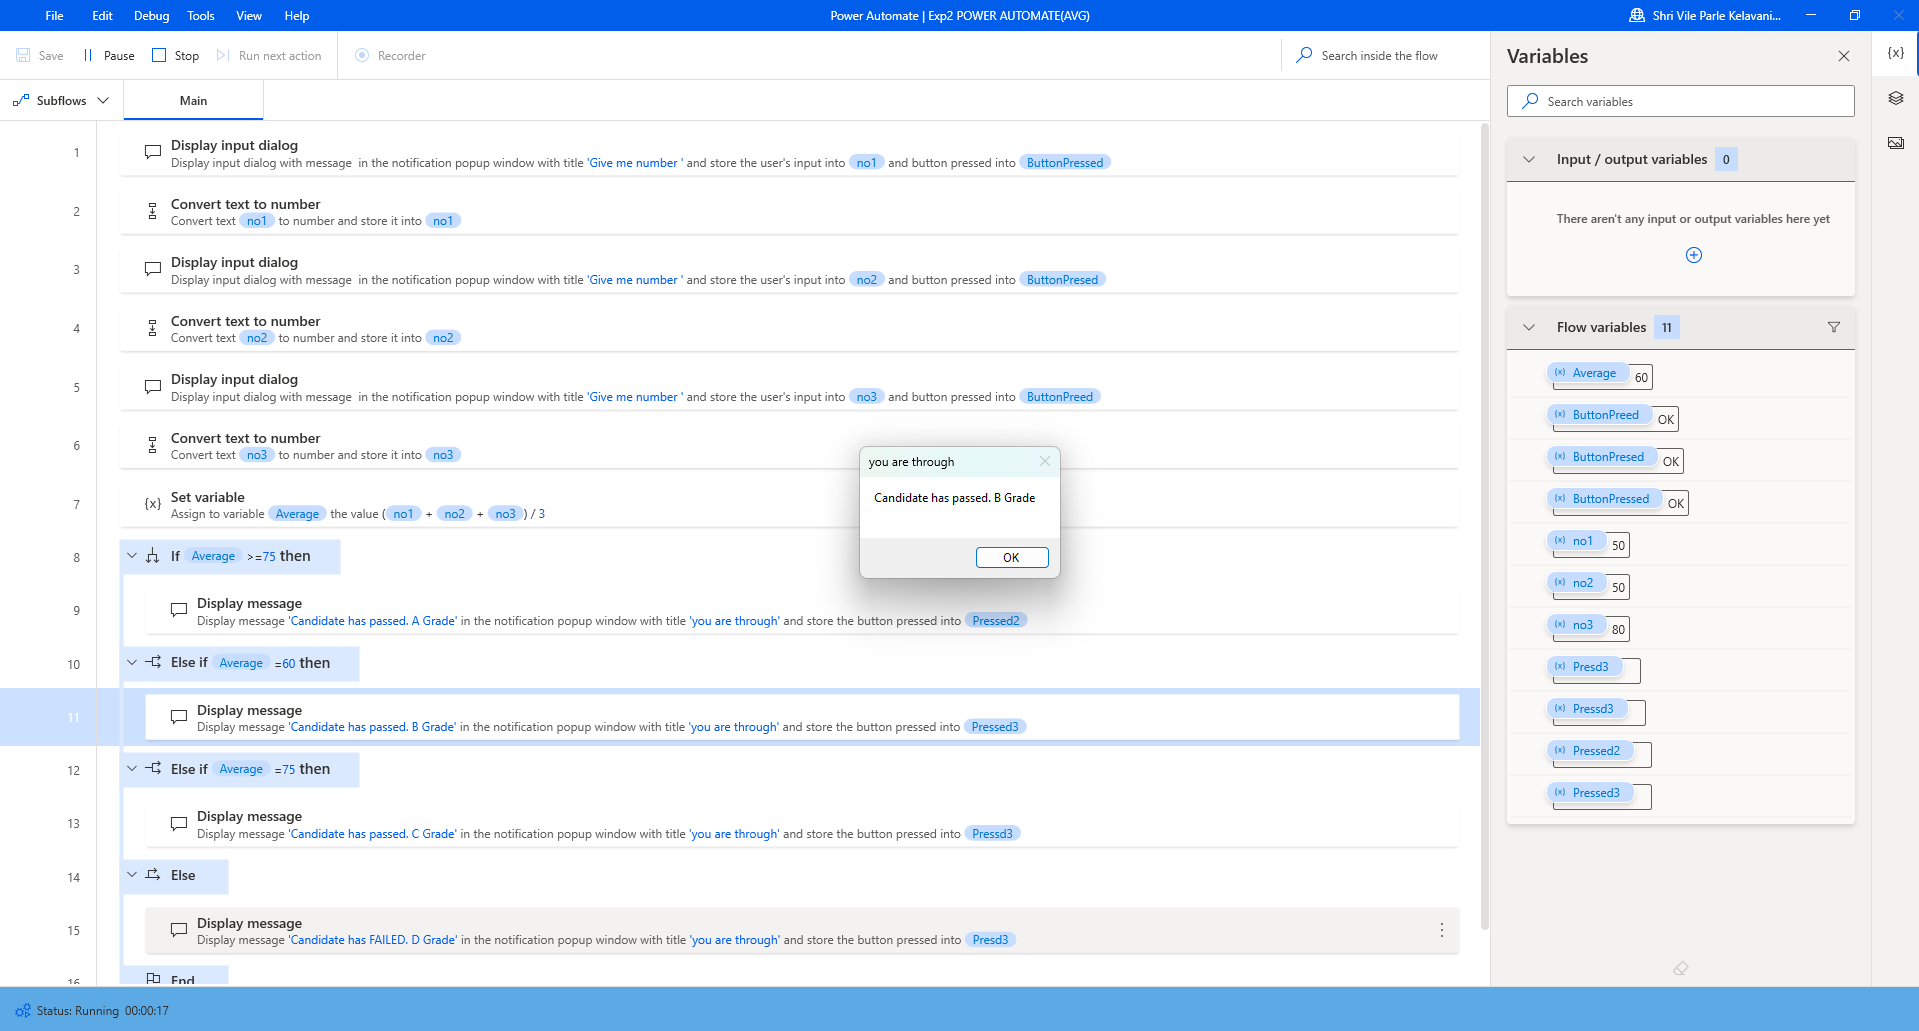 File Edit Debug Tools View Help
Power Automate | Exp2 POWER AUTOMATE(AVG)
Shri Vile Parle Kelavani...
Save Pause Stop Run next action Recorder
Search inside the flow
Subflows Main
1 Display input dialog
Display input dialog with message in the notification popup window with title 'Give me number ' and store the user's input into no1 and button pressed into ButtonPressed
2 Convert text to number
Convert text no1 to number and store it into no1
3 Display input dialog
Display input dialog with message in the notification popup window with title 'Give me number ' and store the user's input into no2 and button pressed into ButtonPresed
4 Convert text to number
Convert text no2 to number and store it into no2
5 Display input dialog
Display input dialog with message in the notification popup window with title 'Give me number ' and store the user's input into no3 and button pressed into ButtonPreed
6 Convert text to number
Convert text no3 to number and store it into no3
7 {x} Set variable
Assign to variable Average the value ( no1 + no2 + no3 ) / 3
8 If Average >=75 then
9 Display message
Display message 'Candidate has passed. A Grade' in the notification popup window with title 'you are through' and store the button pressed into Pressed2
10 Else if Average =60 then
11 Display message
Display message 'Candidate has passed. B Grade' in the notification popup window with title 'you are through' and store the button pressed into Pressed3
12 Else if Average =75 then
13 Display message
Display message 'Candidate has passed. C Grade' in the notification popup window with title 'you are through' and store the button pressed into Pressd3
14 Else
15 Display message
Display message 'Candidate has FAILED. D Grade' in the notification popup window with title 'you are through' and store the button pressed into Presd3
16 End
you are through
Candidate has passed. B Grade
OK
Variables
{x}
Search variables
Input / output variables 0
There aren't any input or output variables here yet
Flow variables 11
(x) Average 60
(x) ButtonPreed OK
(x) ButtonPresed OK
(x) ButtonPressed OK
(x) no1 50
(x) no2 50
(x) no3 80
(x) Presd3
(x) Pressd3
(x) Pressed2
(x) Pressed3
Status: Running 00:00:17